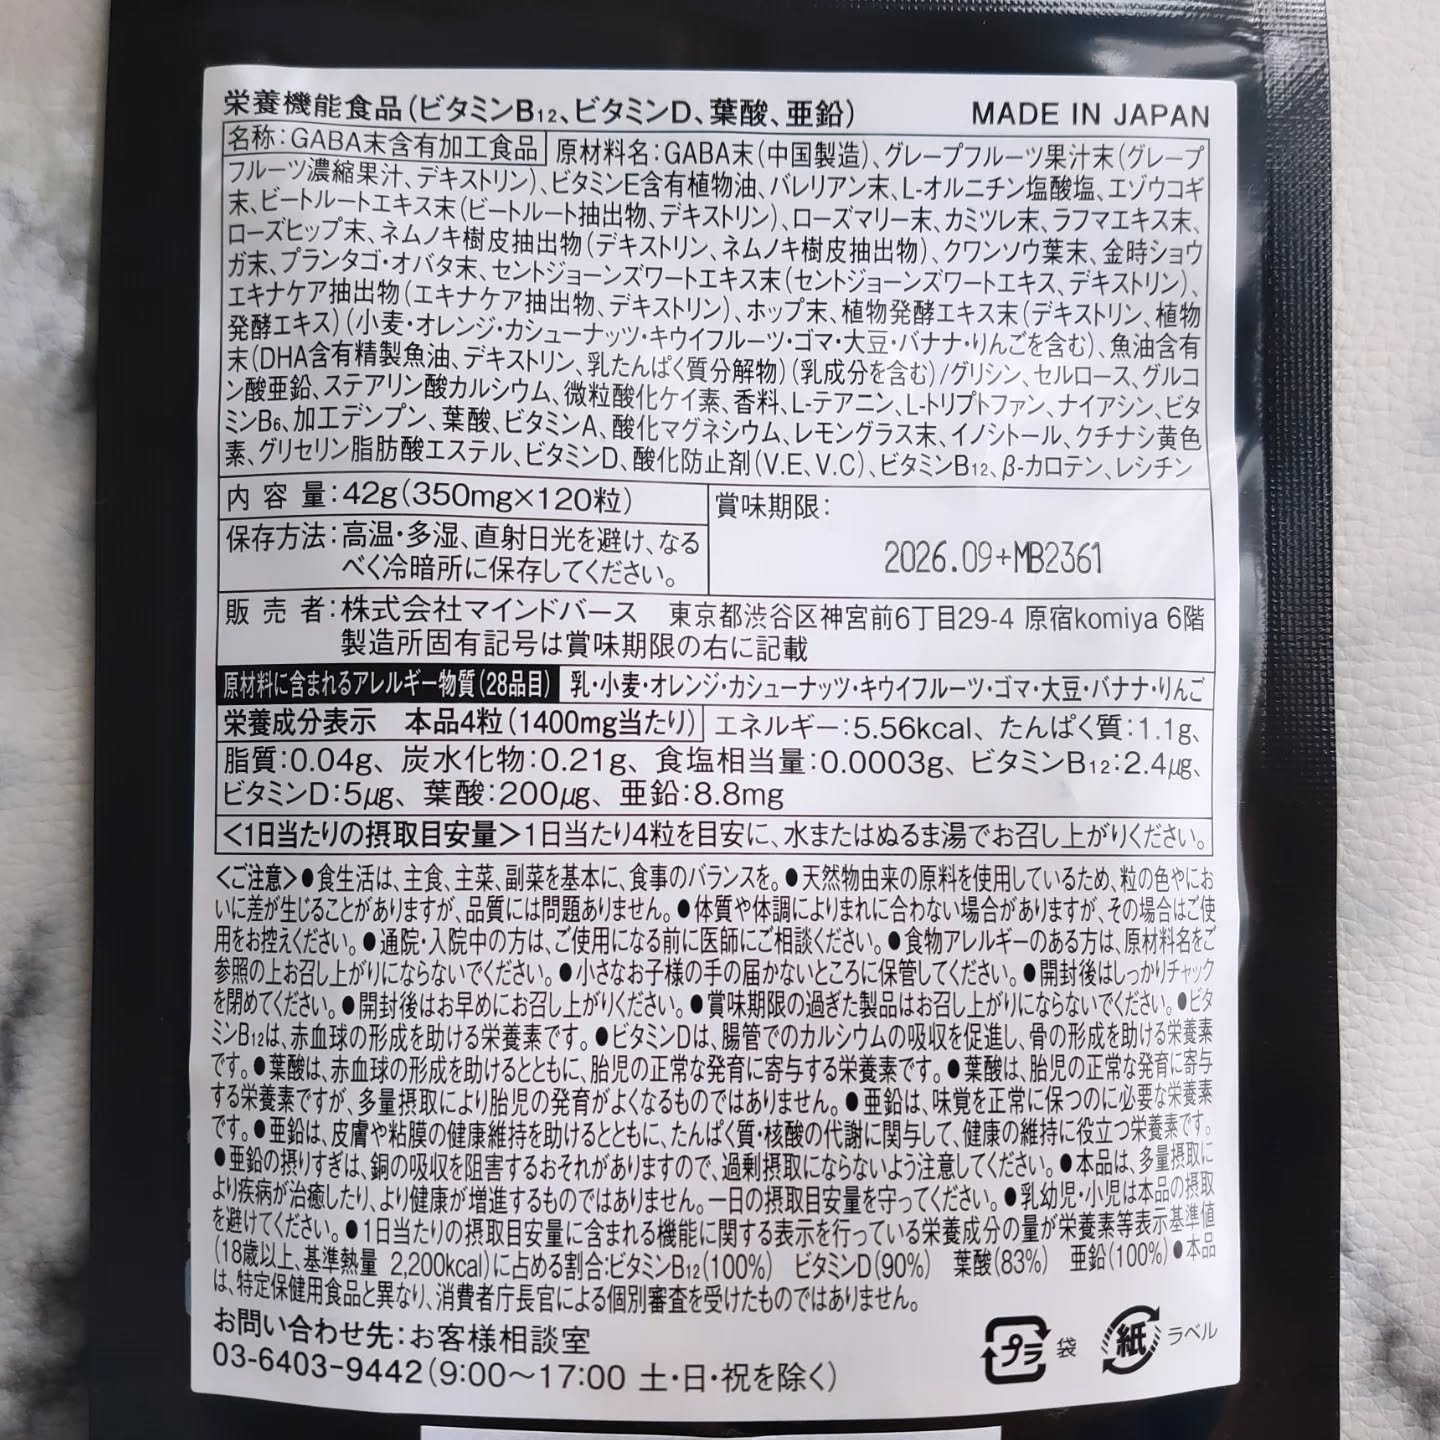 栄養機能食品(ビタミンB₁₂、ビタミンD、葉酸、亜鉛) MADE IN JAPAN
名称:GABA末含有加工食品 原材料名:GABA末(中国製造)、グレープフルーツ果汁末(グレープ
フルーツ濃縮果汁、デキストリン)、ビタミンE含有植物油、バレリアン末、L-オルニチン塩酸塩、エゾウコギ
末、ビートルートエキス末(ビートルート抽出物、デキストリン)、ローズマリー末、カミツレ末、ラフマエキス末、
ローズヒップ末、ネムノキ樹皮抽出物(デキストリン、ネムノキ樹皮抽出物)、クワンソウ葉末、金時ショウ
ガ末、プランタゴ・オバタ末、セントジョーンズワートエキス末(セントジョーンズワートエキス、デキストリン)、
エキナケア抽出物(エキナケア抽出物、デキストリン)、ホップ末、植物発酵エキス末(デキストリン、植物
発酵エキス)(小麦・オレンジ・カシューナッツ・キウイフルーツ・ゴマ・大豆・バナナ・りんごを含む)、魚油含有
末(DHA含有精製魚油、デキストリン、乳たんぱく質分解物)(乳成分を含む)/グリシン、セルロース、グルコ
ン酸亜鉛、ステアリン酸カルシウム、微粒酸化ケイ素、香料、L-テアニン、L-トリプトファン、ナイアシン、ビタ
ミンB₆、加工デンプン、葉酸、ビタミンA、酸化マグネシウム、レモングラス末、イノシトール、クチナシ黄色
素、グリセリン脂肪酸エステル、ビタミンD、酸化防止剤(V.E、V.C)、ビタミンB₁₂、β-カロテン、レシチン
内容量:42g(350mg×120粒) 賞味期限:
2026.09+MB2361
保存方法:高温・多湿、直射日光を避け、なる
べく冷暗所に保存してください。
販売者:株式会社マインドバース 東京都渋谷区神宮前6丁目29-4 原宿komiya 6階
製造所固有記号は賞味期限の右に記載
原材料に含まれるアレルギー物質(28品目) 乳・小麦・オレンジ・カシューナッツ・キウイフルーツ・ゴマ・大豆・バナナ・りんご
栄養成分表示 本品4粒(1400mg当たり) エネルギー:5.56kcal、たんぱく質:1.1g、
脂質:0.04g、炭水化物:0.21g、食塩相当量:0.0003g、ビタミンB₁₂:2.4μg、
ビタミンD:5μg、葉酸:200μg、亜鉛:8.8mg
<1日当たりの摂取目安量>1日当たり4粒を目安に、水またはぬるま湯でお召し上がりください。
<ご注意>●食生活は、主食、主菜、副菜を基本に、食事のバランスを。●天然物由来の原料を使用しているため、粒の色やにお
いに差が生じることがありますが、品質には問題ありません。●体質や体調によりまれに合わない場合がありますが、その場合はご使
用をお控えください。●通院・入院中の方は、ご使用になる前に医師にご相談ください。●食物アレルギーのある方は、原材料名をご
参照の上お召し上がりにならないでください。●小さなお子様の手の届かないところに保管してください。●開封後はしっかりチャック
を閉めてください。●開封後はお早めにお召し上がりください。●賞味期限の過ぎた製品はお召し上がりにならないでください。●ビタ
ミンB₁₂は、赤血球の形成を助ける栄養素です。●ビタミンDは、腸管でのカルシウムの吸収を促進し、骨の形成を助ける栄養素
です。●葉酸は、赤血球の形成を助けるとともに、胎児の正常な発育に寄与する栄養素です。●葉酸は、胎児の正常な発育に寄与
する栄養素ですが、多量摂取により胎児の発育がよくなるものではありません。●亜鉛は、味覚を正常に保つのに必要な栄養素
です。●亜鉛は、皮膚や粘膜の健康維持を助けるとともに、たんぱく質・核酸の代謝に関与して、健康の維持に役立つ栄養素です。
●亜鉛の摂りすぎは、銅の吸収を阻害するおそれがありますので、過剰摂取にならないよう注意してください。●本品は、多量摂取に
より疾病が治癒したり、より健康が増進するものではありません。一日の摂取目安量を守ってください。●乳幼児・小児は本品の摂取
を避けてください。●1日当たりの摂取目安量に含まれる機能に関する表示を行っている栄養成分の量が栄養素等表示基準値
(18歳以上、基準熱量 2,200kcal)に占める割合:ビタミンB₁₂(100%) ビタミンD(90%) 葉酸(83%) 亜鉛(100%)●本品
は、特定保健用食品と異なり、消費者庁長官による個別審査を受けたものではありません。
お問い合わせ先:お客様相談室
03-6403-9442(9:00〜17:00 土・日・祝を除く)
プラ 袋 紙 ラベル